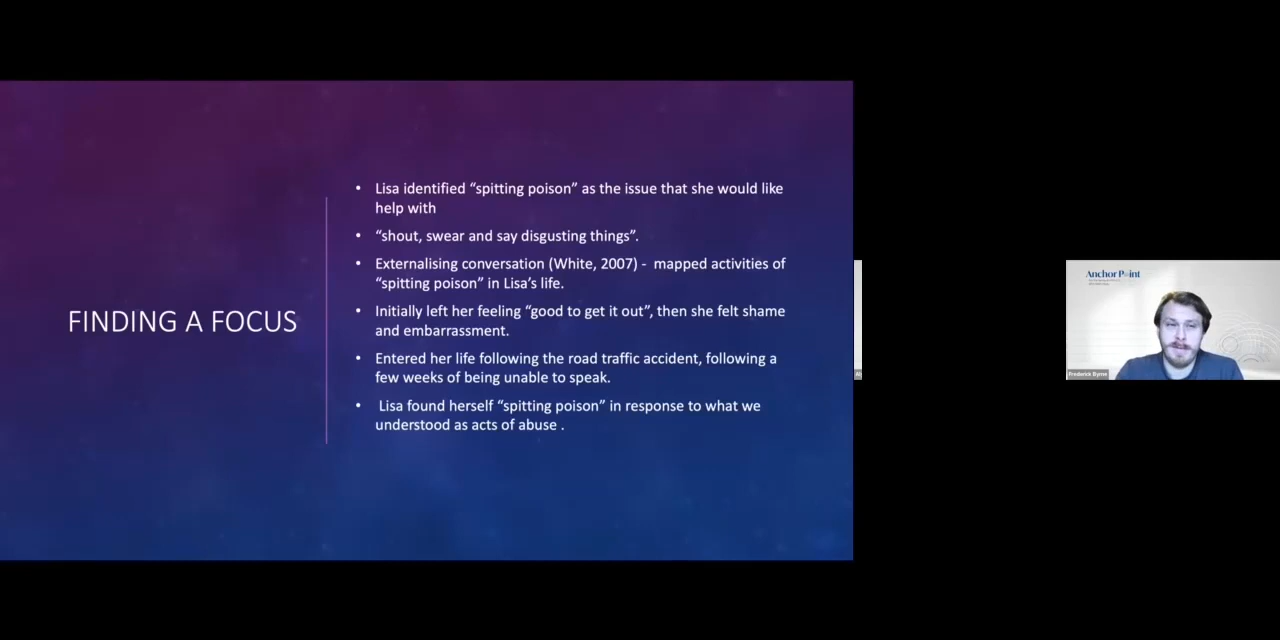 FINDING A FOCUS
• Lisa identified “spitting poison” as the issue that she would like
help with
• “shout, swear and say disgusting things”.
• Externalising conversation (White, 2007) - mapped activities of
“spitting poison” in Lisa’s life.
• Initially left her feeling “good to get it out”, then she felt shame
and embarrassment.
• Entered her life following the road traffic accident, following a
few weeks of being unable to speak.
• Lisa found herself “spitting poison” in response to what we
understood as acts of abuse .
Anchor Point
Frederick Byrne